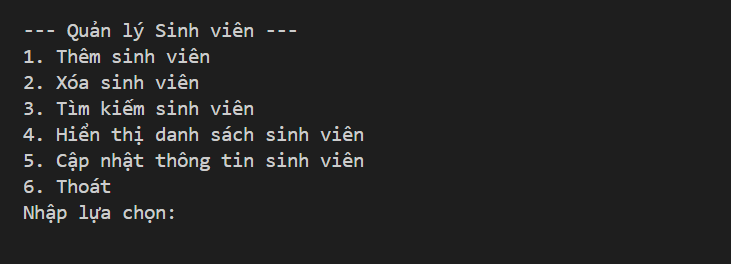 --- Quản lý Sinh viên ---
1. Thêm sinh viên
2. Xóa sinh viên
3. Tìm kiếm sinh viên
4. Hiển thị danh sách sinh viên
5. Cập nhật thông tin sinh viên
6. Thoát
Nhập lựa chọn: